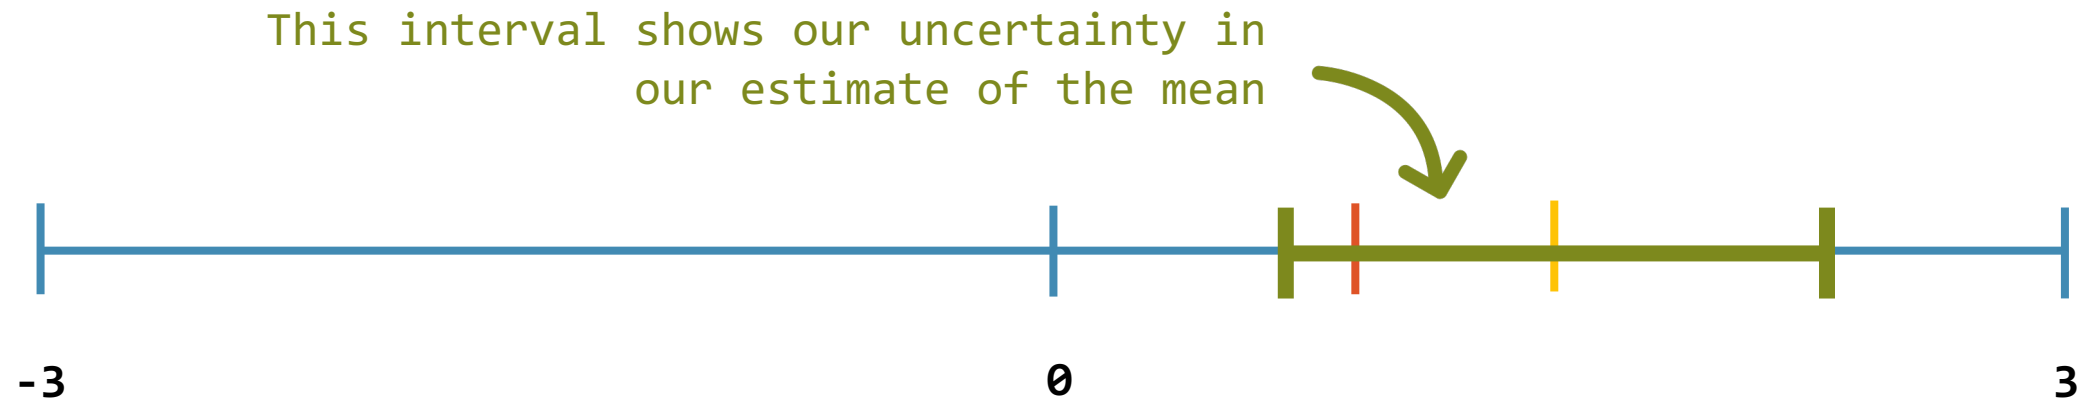 This interval shows our uncertainty in
our estimate of the mean
-3
0
3